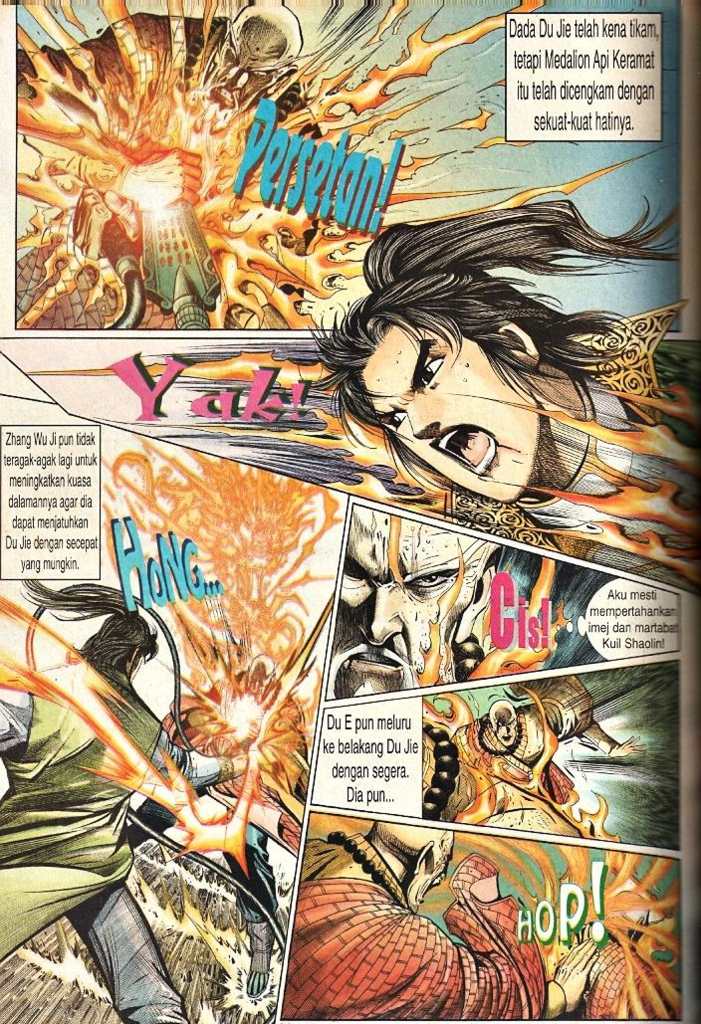 Dada Du Jie telah kena tikam,
tetapi Medalion Api Keramat
itu telah dicengkam dengan
sekuat-kuat hatinya.
Persetan!
Yak!
Zhang Wu Ji pun tidak
teragak-agak lagi untuk
meningkatkan kuasa
dalamannya agar dia
dapat menjatuhkan
Du Jie dengan secepat
yang mungkin.
HONG...
Cis!
Aku mesti
mempertahankan
imej dan martabat
Kuil Shaolin!
Du E pun meluru
ke belakang Du Jie
dengan segera.
Dia pun...
HOP!